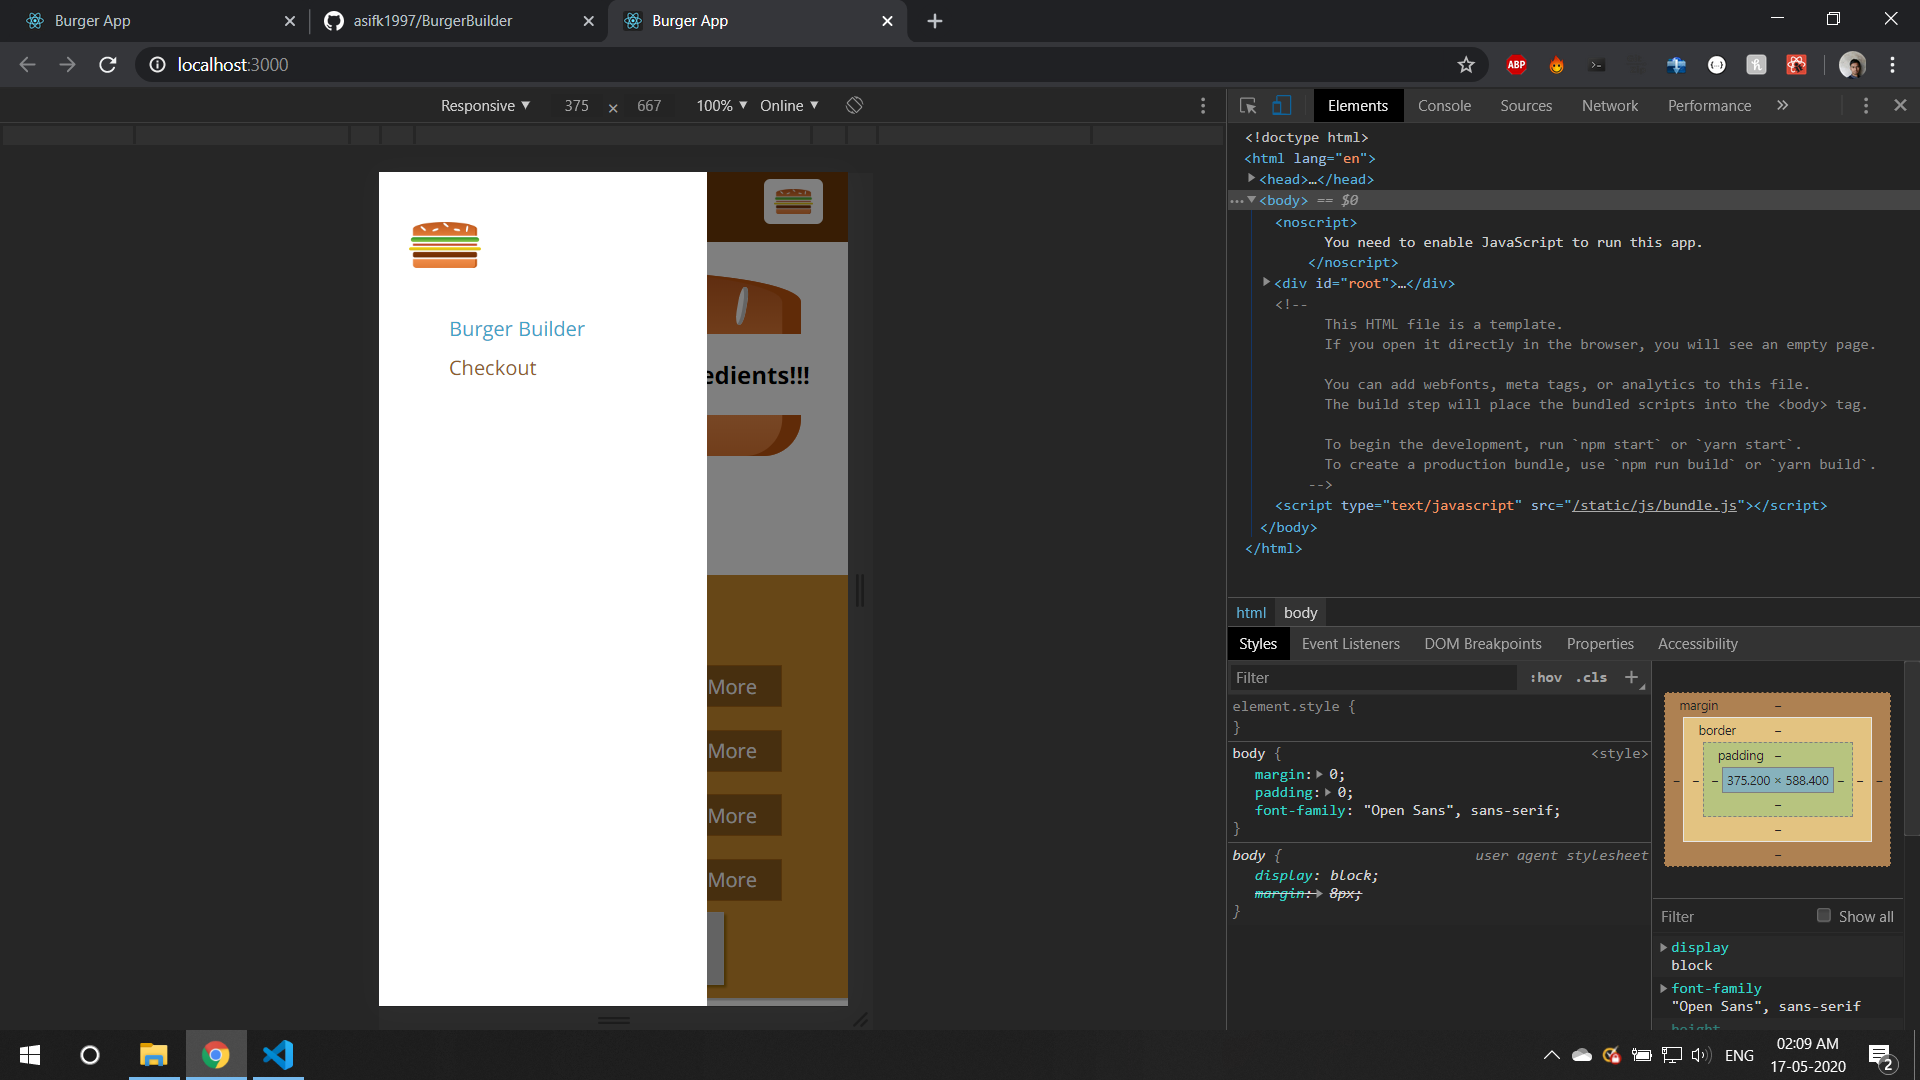 Burger App
asifk1997/BurgerBuilder
Burger App
localhost:3000
ABP
Responsive ▼ 375 × 667 100% ▼ Online ▼
Elements Console Sources Network Performance »
<!doctype html>
<html lang="en">
<head>…</head>
<body> == $0
<noscript>
You need to enable JavaScript to run this app.
</noscript>
<div id="root">…</div>
<!--
This HTML file is a template.
If you open it directly in the browser, you will see an empty page.
You can add webfonts, meta tags, or analytics to this file.
The build step will place the bundled scripts into the <body> tag.
To begin the development, run `npm start` or `yarn start`.
To create a production bundle, use `npm run build` or `yarn build`.
-->
<script type="text/javascript" src="/static/js/bundle.js"></script>
</body>
</html>
Burger Builder
Checkout
edients!!!
More
More
More
More
html body
Styles Event Listeners DOM Breakpoints Properties Accessibility
Filter :hov .cls +
element.style {
}
body { <style>
margin: 0;
padding: 0;
font-family: "Open Sans", sans-serif;
}
body { user agent stylesheet
display: block;
margin: 8px;
}
margin –
border –
padding –
– – – 375.200 × 588.400 – – –
–
–
–
Filter Show all
display
block
font-family
"Open Sans", sans-serif
height
ENG
02:09 AM
17-05-2020
2